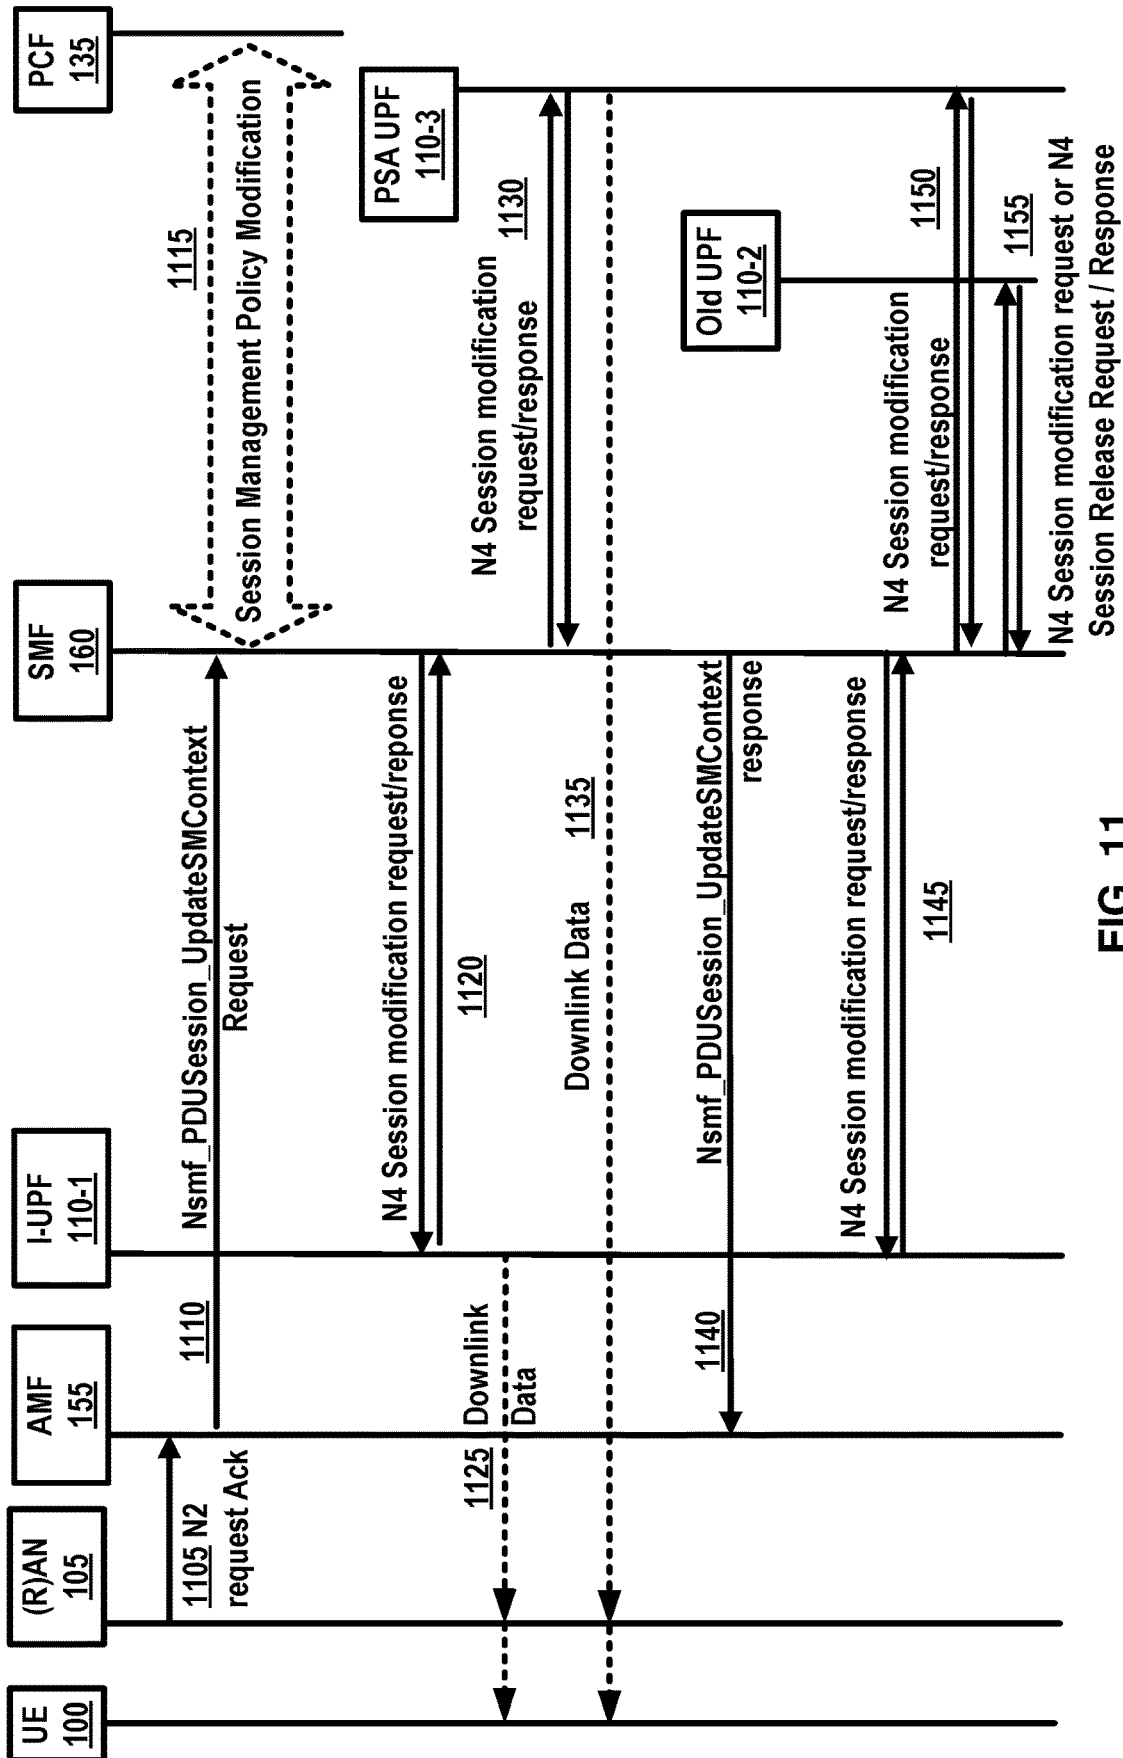 UE
100
(R)AN
105
AMF
155
I-UPF
110-1
SMF
160
PCF
135
1105 N2
request Ack
1110
Nsmf_PDUSession_UpdateSMContext
Request
1115
Session Management Policy Modification
PSA UPF
110-3
N4 Session modification request/reponse
1120
1125
Downlink
Data
N4 Session modification
request/response
1130
Downlink Data
1135
Old UPF
110-2
1140
Nsmf_PDUSession_UpdateSMContext
response
N4 Session modification request/response
1145
N4 Session modification
request/response
1150
1155
N4 Session modification request or N4
Session Release Request / Response
FIG. 11